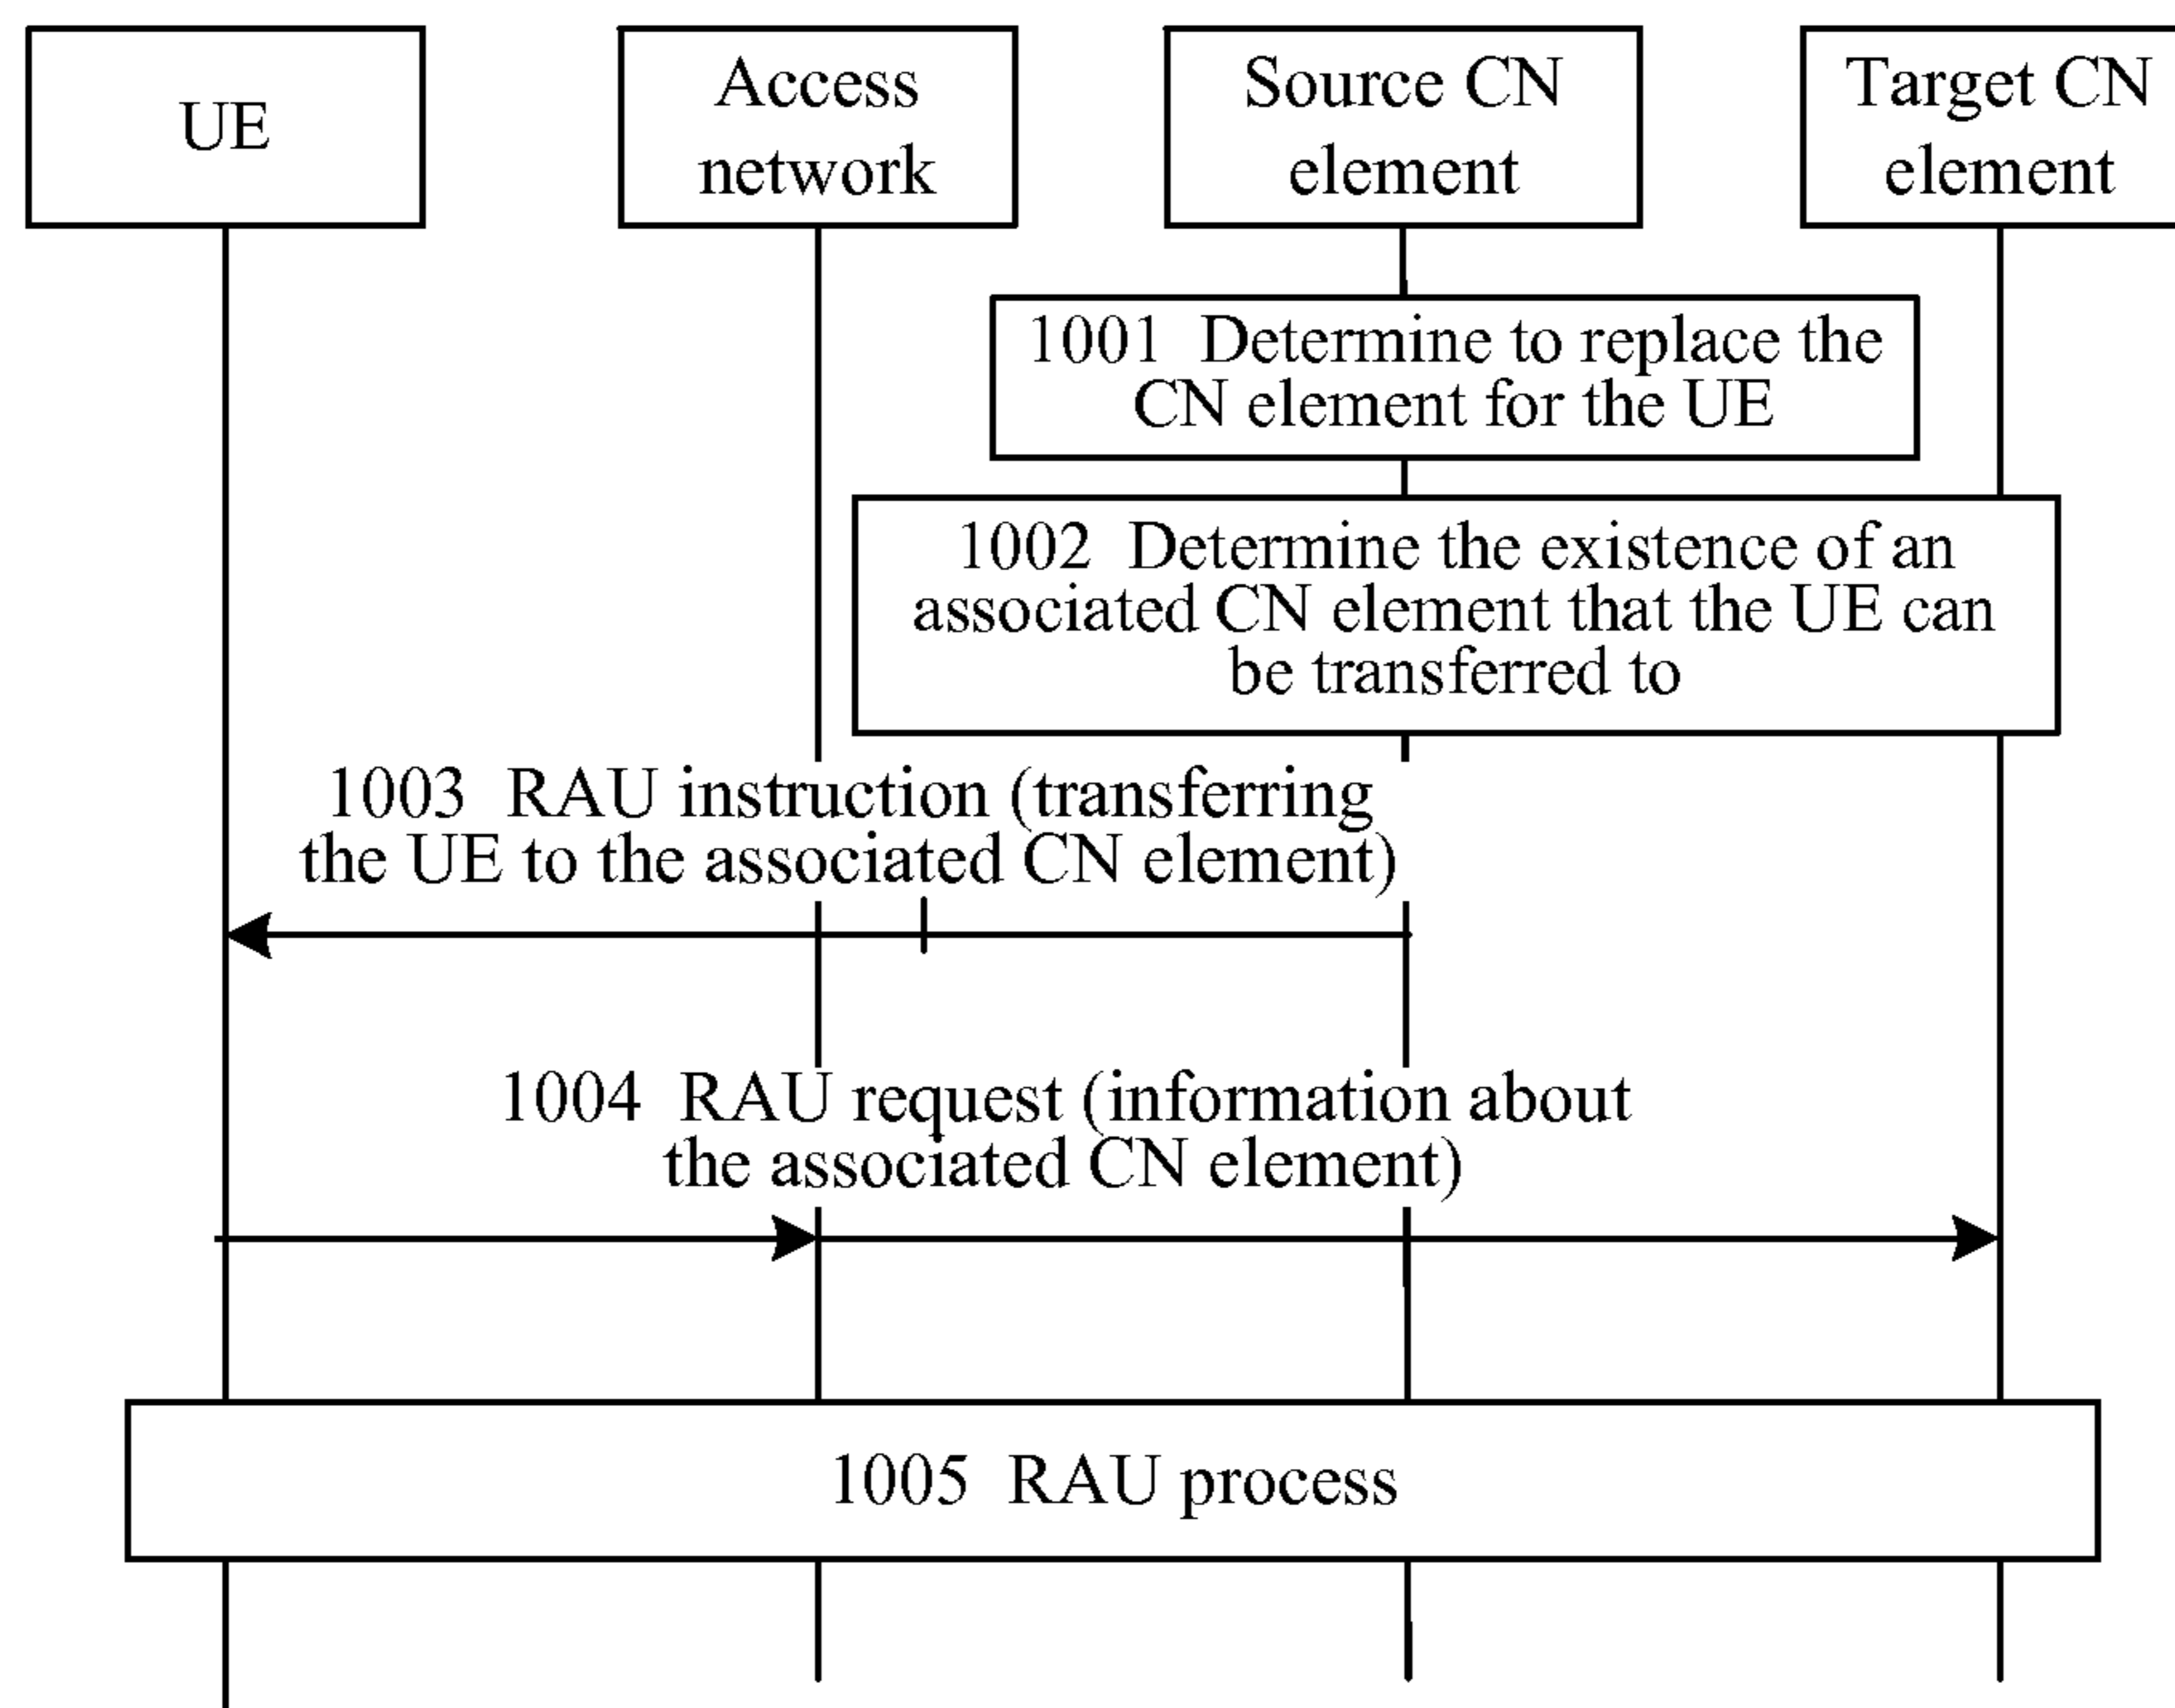 UE
Access
network
Source CN
element
Target CN
element
1001 Determine to replace the
CN element for the UE
1002 Determine the existence of an
associated CN element that the UE can
be transferred to
1003 RAU instruction (transferring
the UE to the associated CN element)
1004 RAU request (information about
the associated CN element)
1005 RAU process